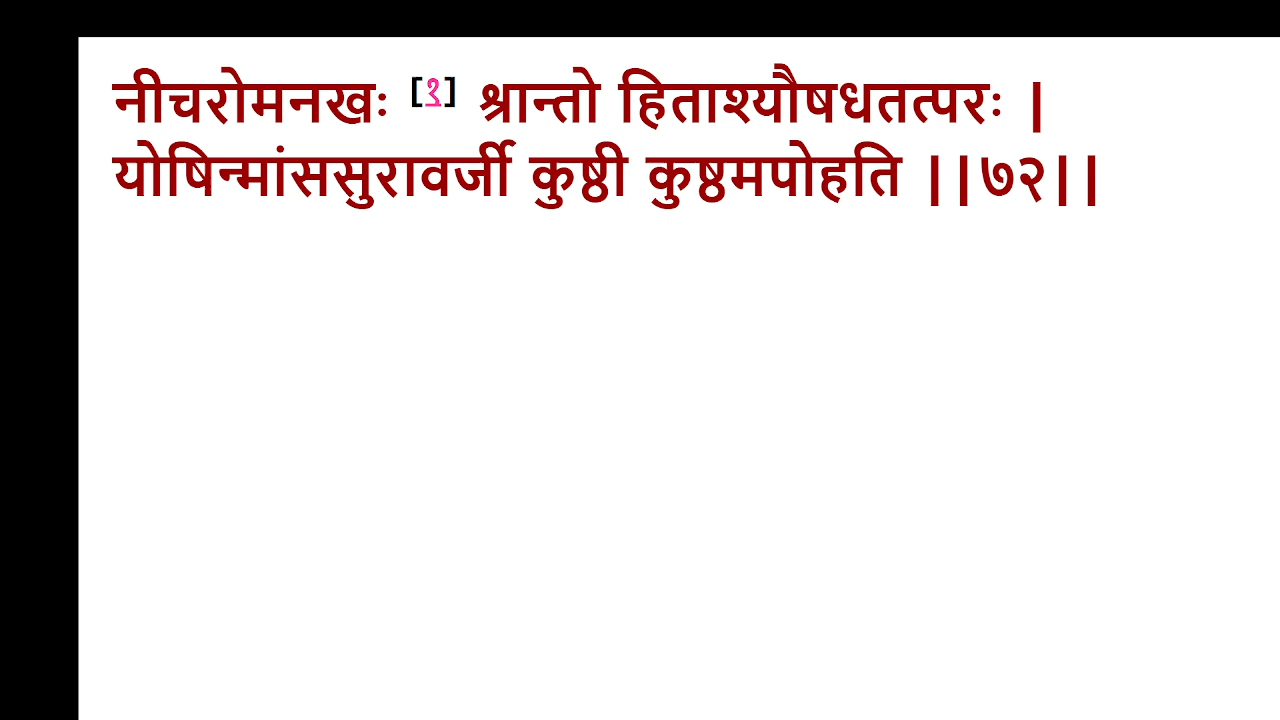 नीचरोमनखः [१] श्रान्तो हिताश्यौषधतत्परः |
योषिन्मांससुरावर्जी कुष्ठी कुष्ठमपोहति ||७२||